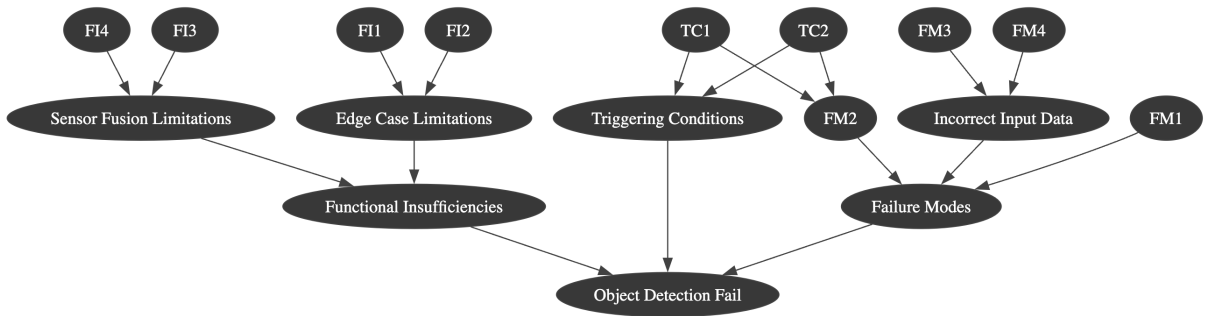 FI4
FI3
FI1
FI2
TC1
TC2
FM3
FM4
Sensor Fusion Limitations
Edge Case Limitations
Triggering Conditions
FM2
Incorrect Input Data
FM1
Functional Insufficiencies
Failure Modes
Object Detection Fail